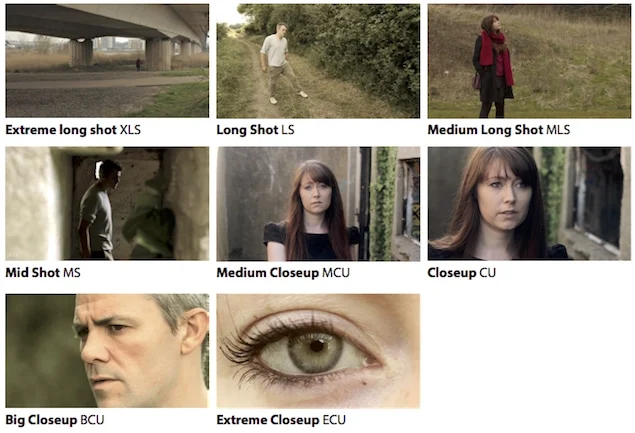 Extreme long shot XLS
Long Shot LS
Medium Long Shot MLS
Mid Shot MS
Medium Closeup MCU
Closeup CU
Big Closeup BCU
Extreme Closeup ECU